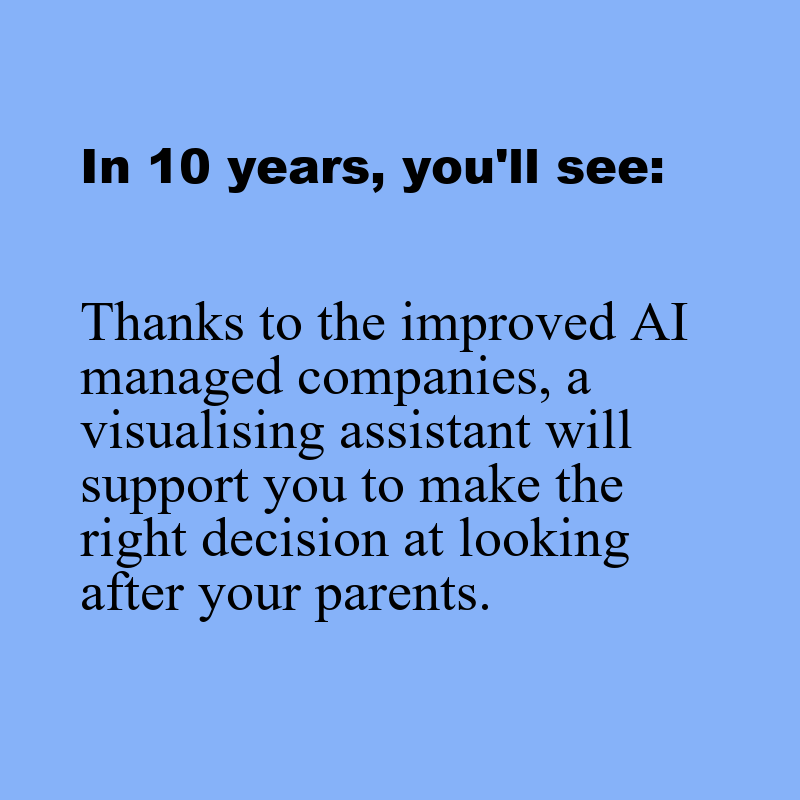 In 10 years, you'll see:
Thanks to the improved AI
managed companies, a
visualising assistant will
support you to make the
right decision at looking
after your parents.